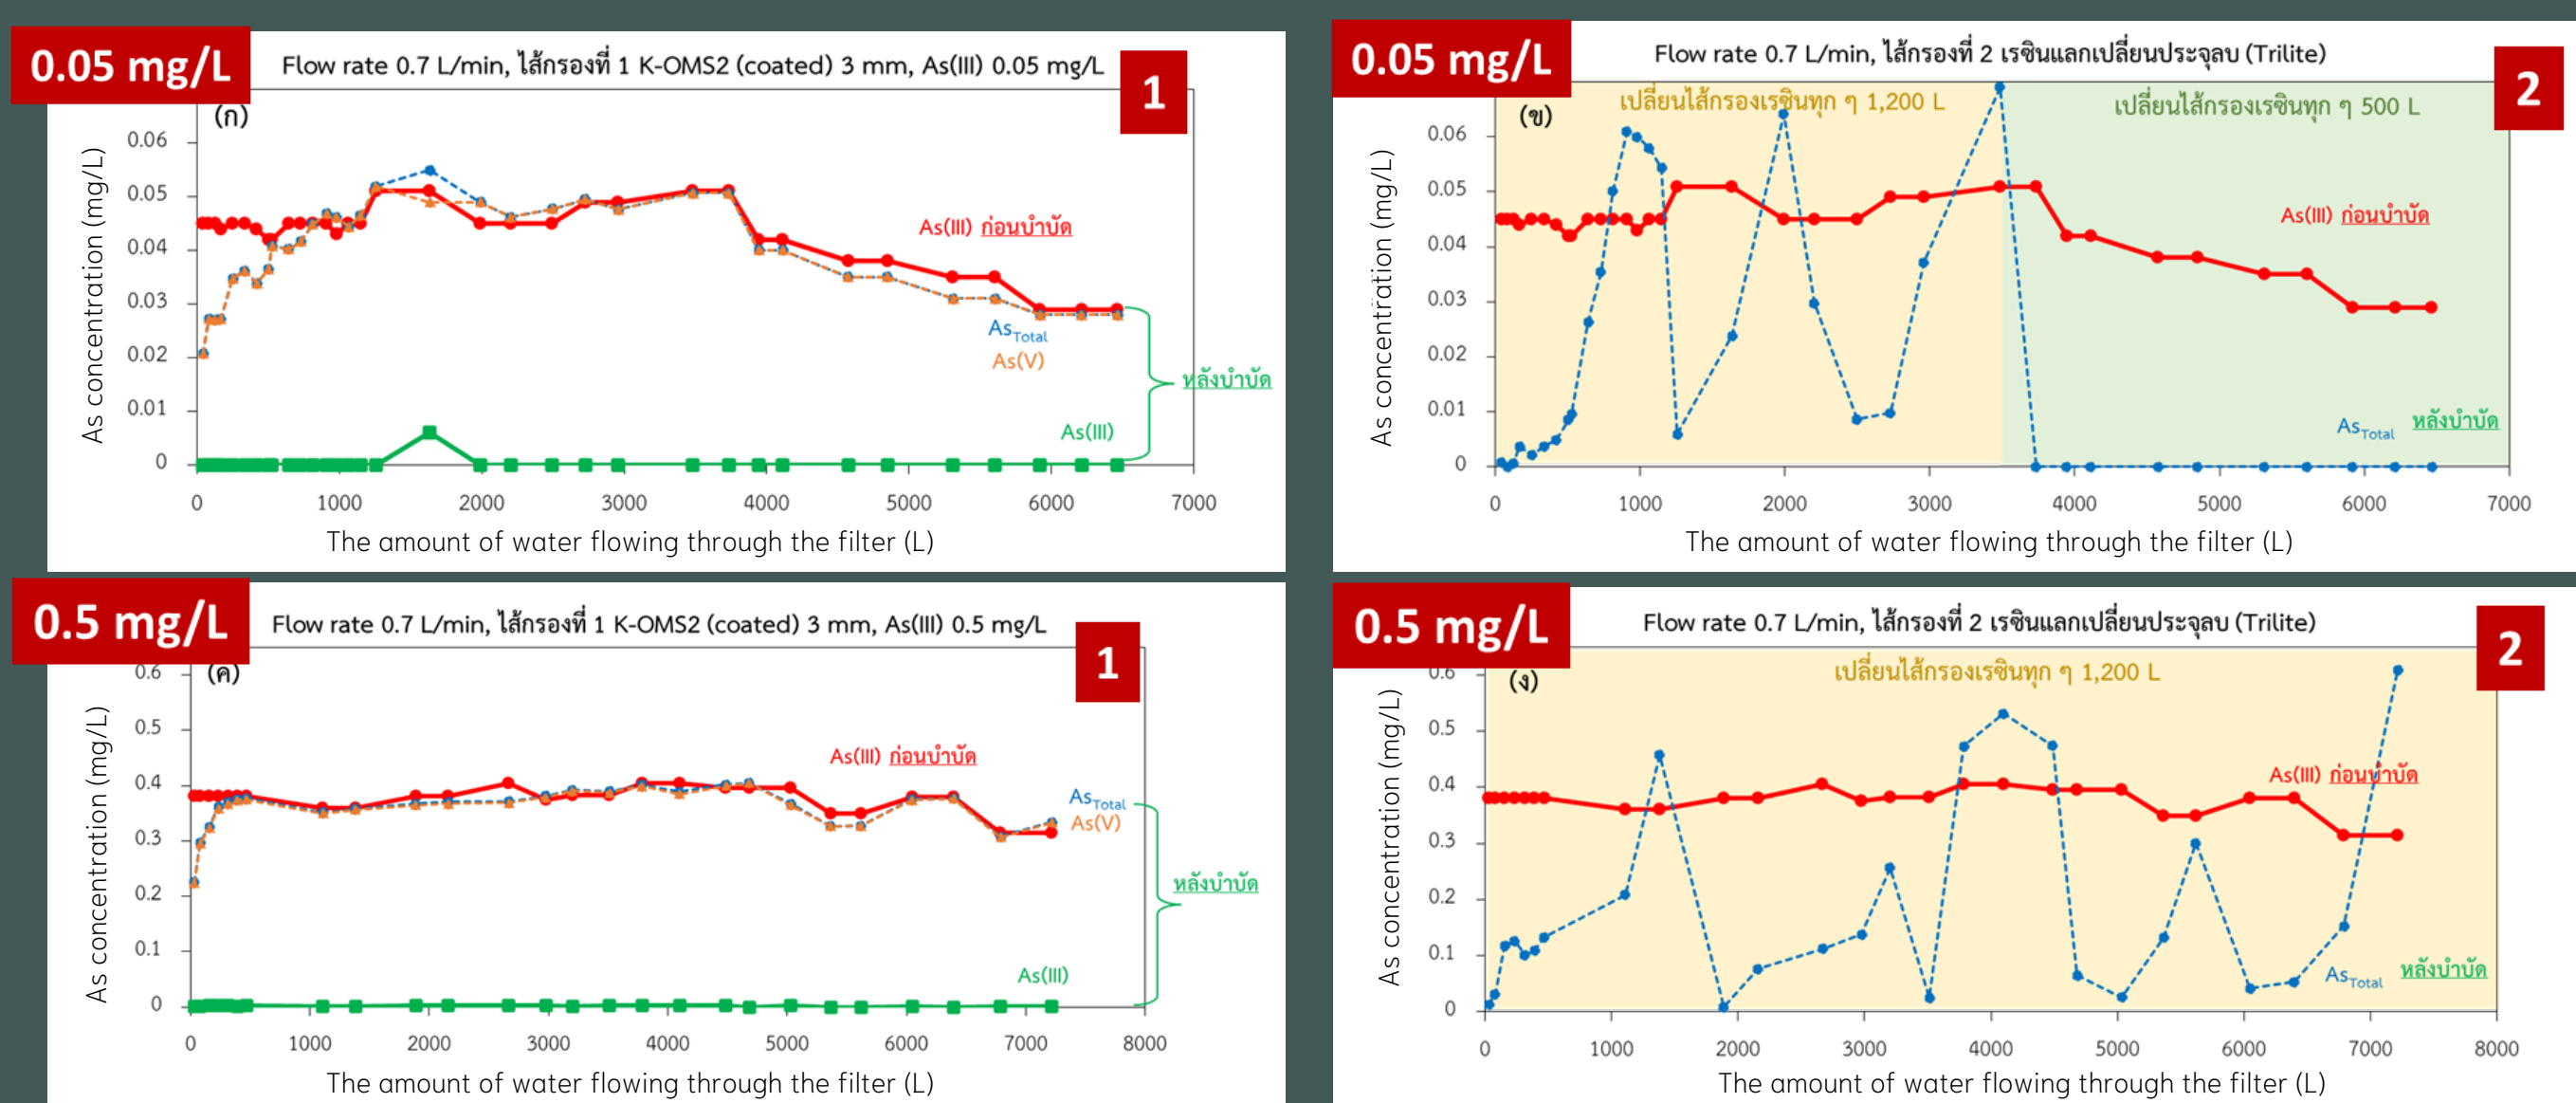 0.05 mg/L
Flow rate 0.7 L/min, ไส้กรองที่ 1 K-OMS2 (coated) 3 mm, As(III) 0.05 mg/L
1
(ก)
As concentration (mg/L)
0.06
0.05
0.04
0.03
0.02
0.01
0
As(III) ก่อนบำบัด
AsTotal
As(V)
หลังบำบัด
As(III)
0 1000 2000 3000 4000 5000 6000 7000
The amount of water flowing through the filter (L)
0.05 mg/L
Flow rate 0.7 L/min, ไส้กรองที่ 2 เรซินแลกเปลี่ยนประจุลบ (Trilite)
2
(ข)
เปลี่ยนไส้กรองเรซินทุก ๆ 1,200 L
เปลี่ยนไส้กรองเรซินทุก ๆ 500 L
As concentration (mg/L)
0.06
0.05
0.04
0.03
0.02
0.01
0
As(III) ก่อนบำบัด
AsTotal หลังบำบัด
0 1000 2000 3000 4000 5000 6000 7000
The amount of water flowing through the filter (L)
0.5 mg/L
Flow rate 0.7 L/min, ไส้กรองที่ 1 K-OMS2 (coated) 3 mm, As(III) 0.5 mg/L
1
(ค)
As concentration (mg/L)
0.6
0.5
0.4
0.3
0.2
0.1
0
As(III) ก่อนบำบัด
AsTotal
As(V)
หลังบำบัด
As(III)
0 1000 2000 3000 4000 5000 6000 7000 8000
The amount of water flowing through the filter (L)
0.5 mg/L
Flow rate 0.7 L/min, ไส้กรองที่ 2 เรซินแลกเปลี่ยนประจุลบ (Trilite)
2
(ง)
เปลี่ยนไส้กรองเรซินทุก ๆ 1,200 L
As concentration (mg/L)
0.6
0.5
0.4
0.3
0.2
0.1
0
As(III) ก่อนบำบัด
AsTotal หลังบำบัด
0 1000 2000 3000 4000 5000 6000 7000 8000
The amount of water flowing through the filter (L)